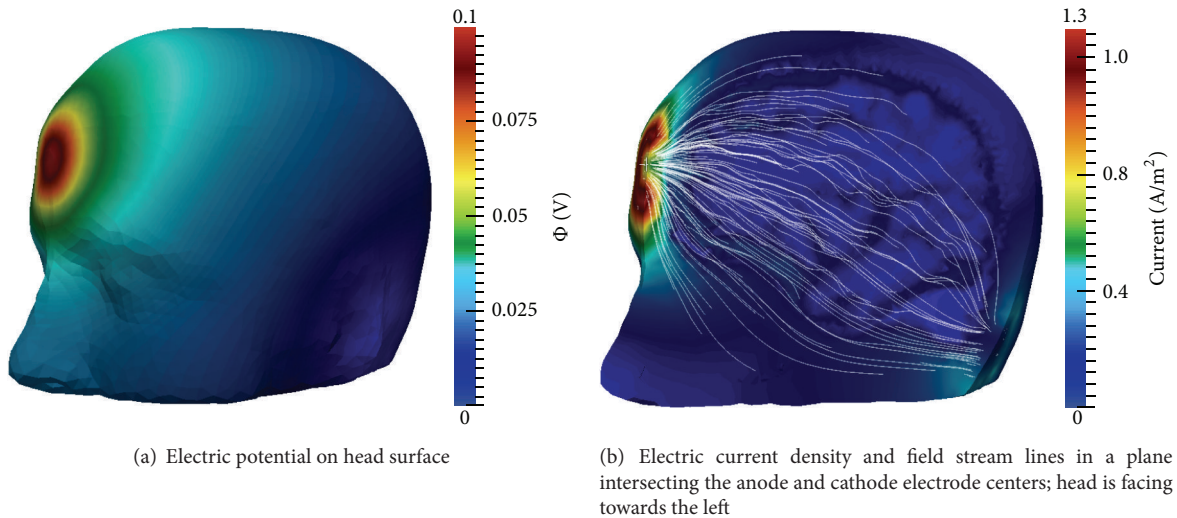 0.1
0.075
0.05
0.025
0
Φ (V)
1.3
1.0
0.8
0.4
0
Current (A/m²)
(a) Electric potential on head surface
(b) Electric current density and field stream lines in a plane
intersecting the anode and cathode electrode centers; head is facing
towards the left